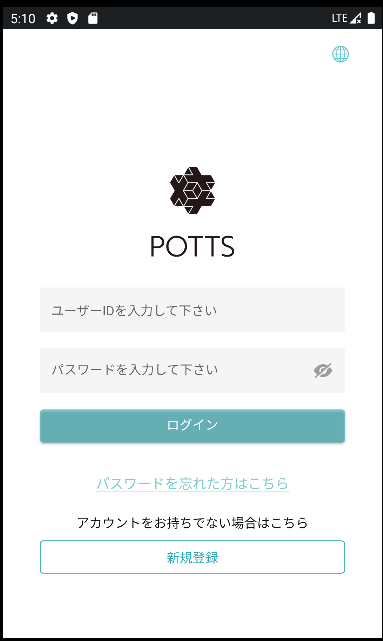 5:10
LTE
POTTS
ユーザーIDを入力して下さい
パスワードを入力して下さい
ログイン
パスワードを忘れた方はこちら
アカウントをお持ちでない場合はこちら
新規登録